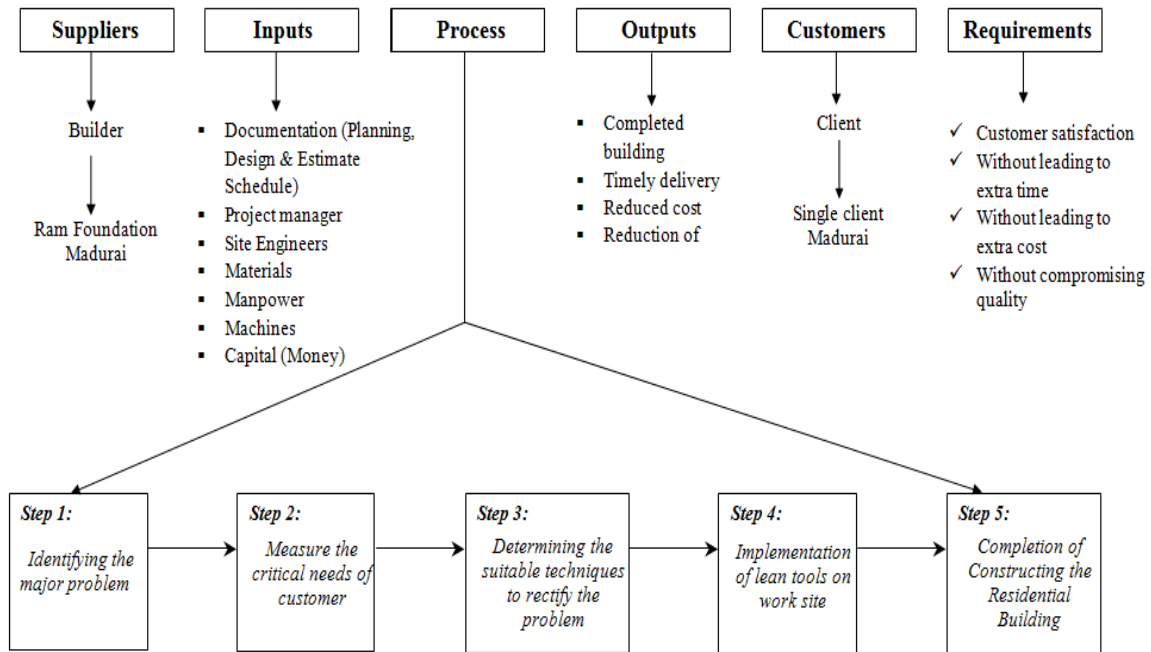 Suppliers
Inputs
Process
Outputs
Customers
Requirements
Builder
Ram Foundation
Madurai
▪ Documentation (Planning,
Design & Estimate
Schedule)
▪ Project manager
▪ Site Engineers
▪ Materials
▪ Manpower
▪ Machines
▪ Capital (Money)
▪ Completed
building
▪ Timely delivery
▪ Reduced cost
▪ Reduction of
Client
Single client
Madurai
✓ Customer satisfaction
✓ Without leading to
extra time
✓ Without leading to
extra cost
✓ Without compromising
quality
Step 1:
Identifying the
major problem
Step 2:
Measure the
critical needs of
customer
Step 3:
Determining the
suitable techniques
to rectify the
problem
Step 4:
Implementation
of lean tools on
work site
Step 5:
Completion of
Constructing the
Residential
Building